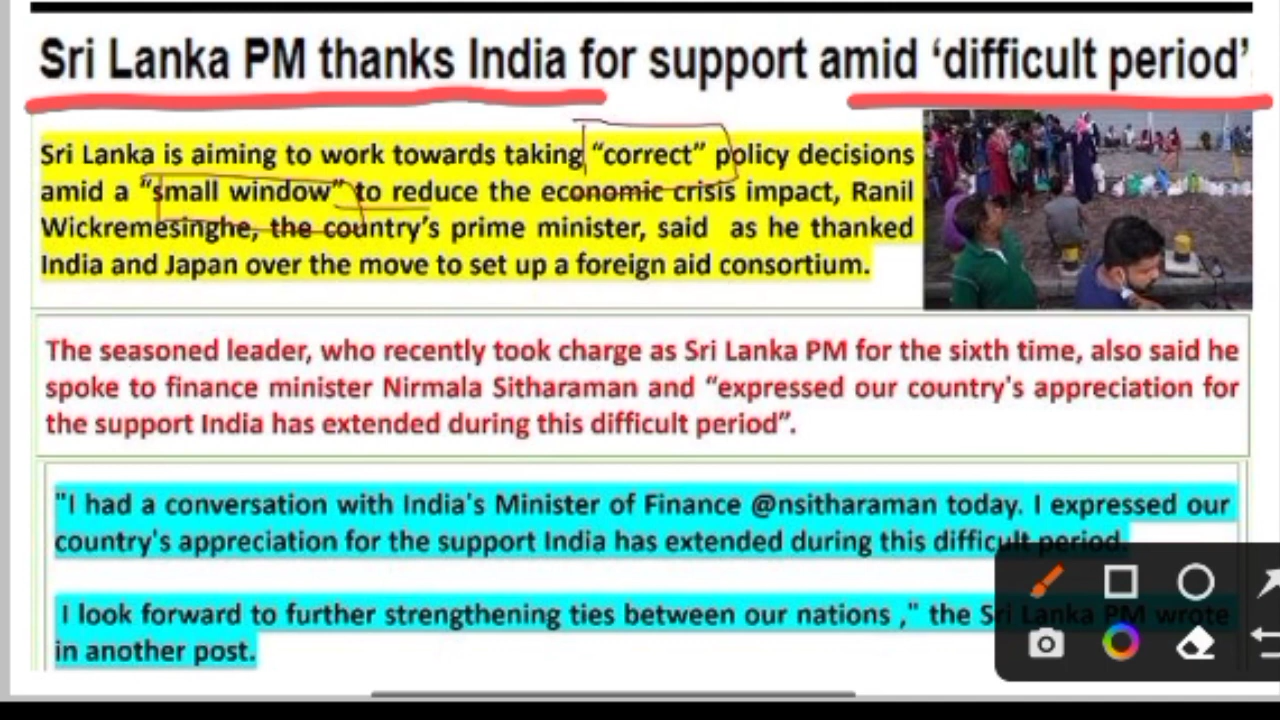 Sri Lanka PM thanks India for support amid ‘difficult period’
Sri Lanka is aiming to work towards taking “correct” policy decisions
amid a “small window” to reduce the economic crisis impact, Ranil
Wickremesinghe, the country’s prime minister, said as he thanked
India and Japan over the move to set up a foreign aid consortium.
The seasoned leader, who recently took charge as Sri Lanka PM for the sixth time, also said he
spoke to finance minister Nirmala Sitharaman and “expressed our country's appreciation for
the support India has extended during this difficult period”.
"I had a conversation with India's Minister of Finance @nsitharaman today. I expressed our
country's appreciation for the support India has extended during this difficult period.
I look forward to further strengthening ties between our nations ," the Sri Lanka PM wrote
in another post.